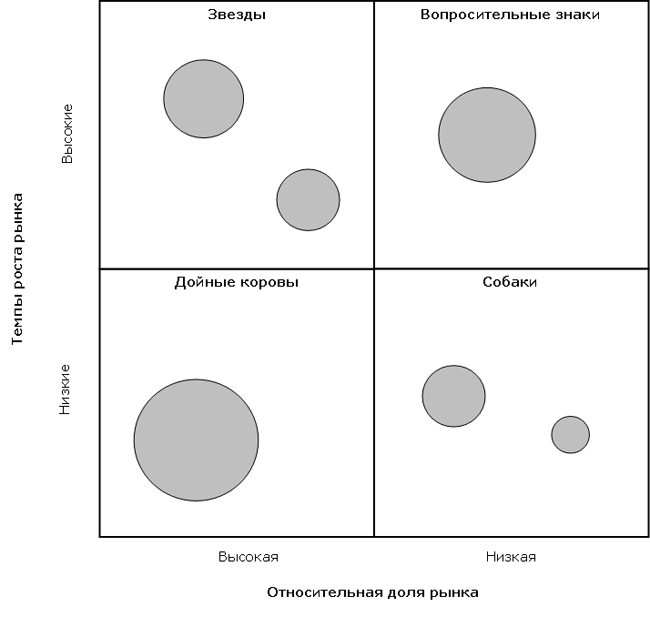 Звезды
Вопросительные знаки
Высокие
Темпы роста рынка
Дойные коровы
Собаки
Низкие
Высокая
Низкая
Относительная доля рынка